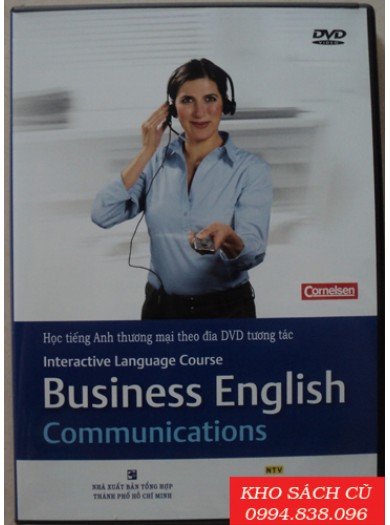 DVD
VIDEO
Cornelsen
Học tiếng Anh thương mại theo đĩa DVD tương tác
Interactive Language Course
Business English
Communications
NHÀ XUẤT BẢN TỔNG HỢP
THÀNH PHỐ HỒ CHÍ MINH
NTV
KHO SÁCH CŨ
0994.838.096